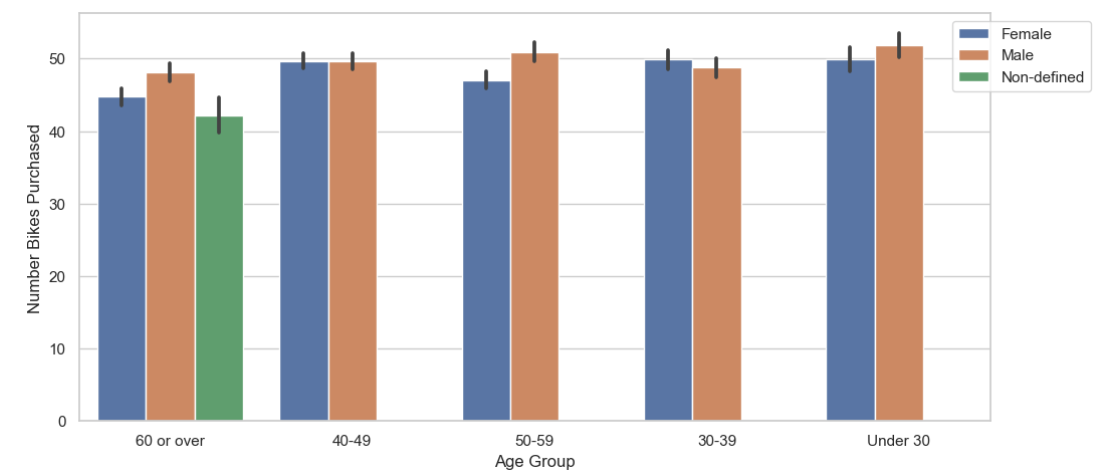 Female
Male
Non-defined
50
40
30
20
10
0
Number Bikes Purchased
60 or over
40-49
50-59
30-39
Under 30
Age Group